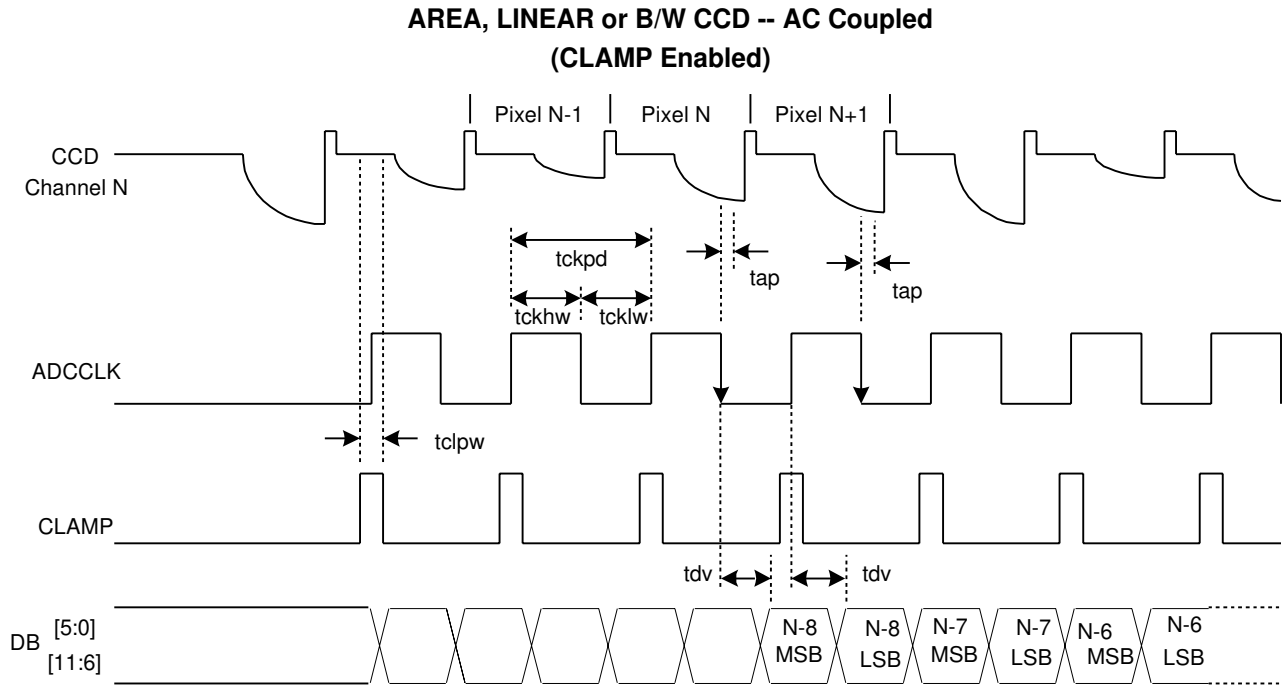 AREA, LINEAR or B/W CCD -- AC Coupled
(CLAMP Enabled)
Pixel N-1
Pixel N
Pixel N+1
CCD
Channel N
tckpd
tap
tap
tckhw
tcklw
ADCCLK
tclpw
CLAMP
tdv
tdv
DB
[5:0]
[11:6]
N-8
MSB
N-8
LSB
N-7
MSB
N-7
LSB
N-6
MSB
N-6
LSB